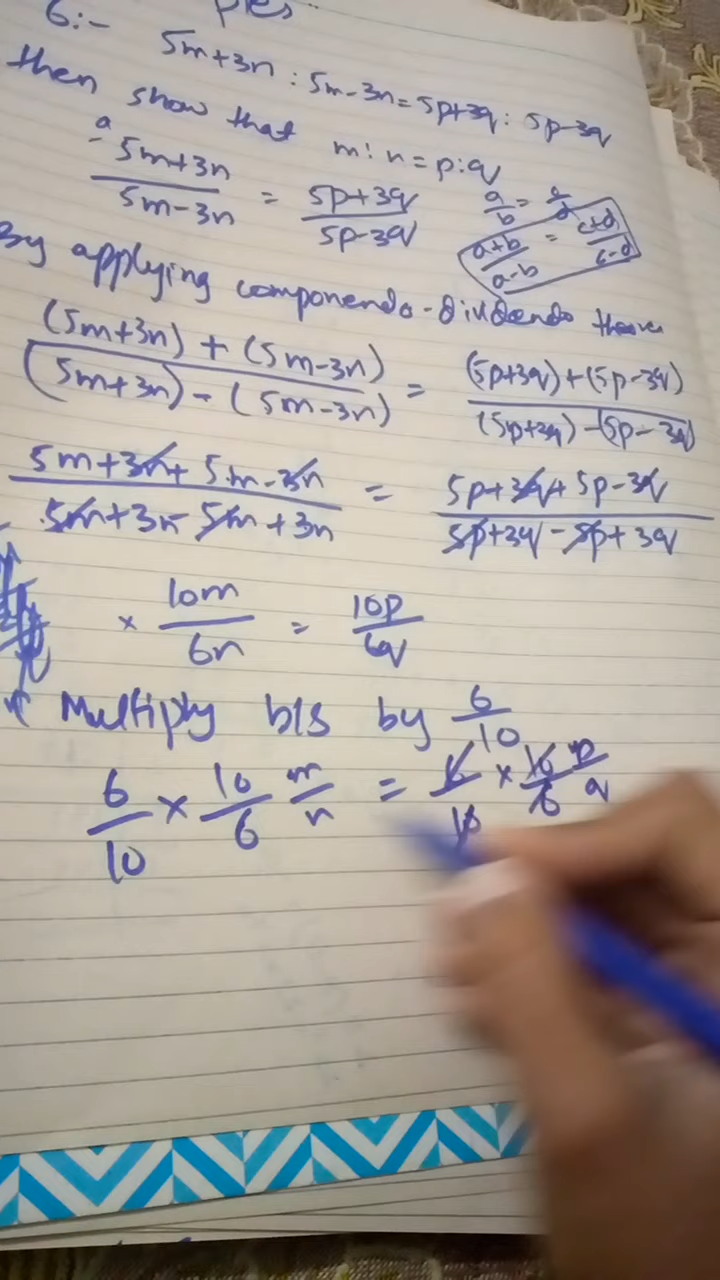 6:-
5m+3n : 5m-3n = 5p+3q : 5p-3q
then show that m:n = p:q
5m+3n / 5m-3n = 5p+3q / 5p-3q
a/b = c/d
a+b / a-b = c+d / c-d
By applying componendo-dividendo
(5m+3n) + (5m-3n) / (5m+3n) - (5m-3n) = (5p+3q)+(5p-3q) / (5p+3q)-(5p-3q)
5m+3n+5m-3n / 5m+3n-5m+3n = 5p+3q+5p-3q / 5p+3q-5p+3q
× 10m/6n = 10p/6q
Multiply b/s by 6/10
6/10 × 10/6 m/n = 6/10 × 10/6 p/q